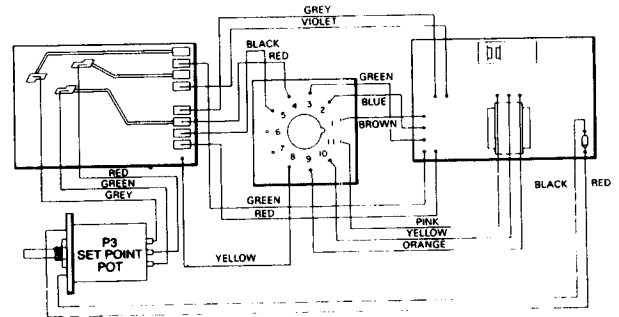 GREY
VIOLET
BLACK
RED
GREEN
BLUE
BROWN
3
4
2
5
1
6
11
7
10
8
9
RED
GREEN
GREY
GREEN
RED
BLACK
RED
PINK
YELLOW
ORANGE
YELLOW
P3
SET POINT
POT